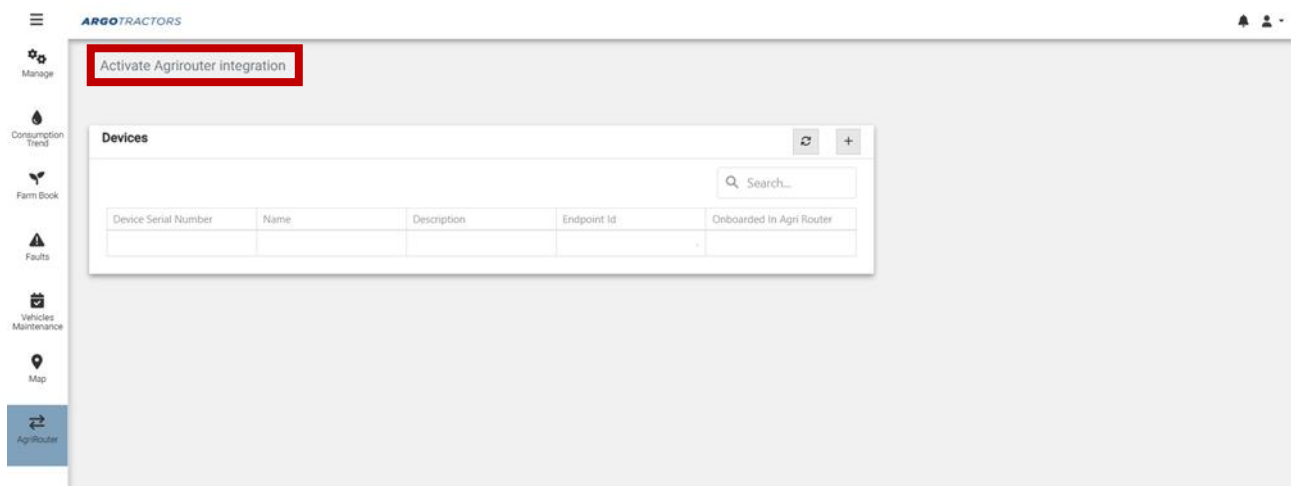 ARGOTRACTORS
Manage
Activate Agrirouter integration
Consumption
Trend
Devices
Search...
Farm Book
Device Serial Number Name Description Endpoint Id Onboarded In Agri Router
Faults
Vehicles
Maintenance
Map
AgriRouter